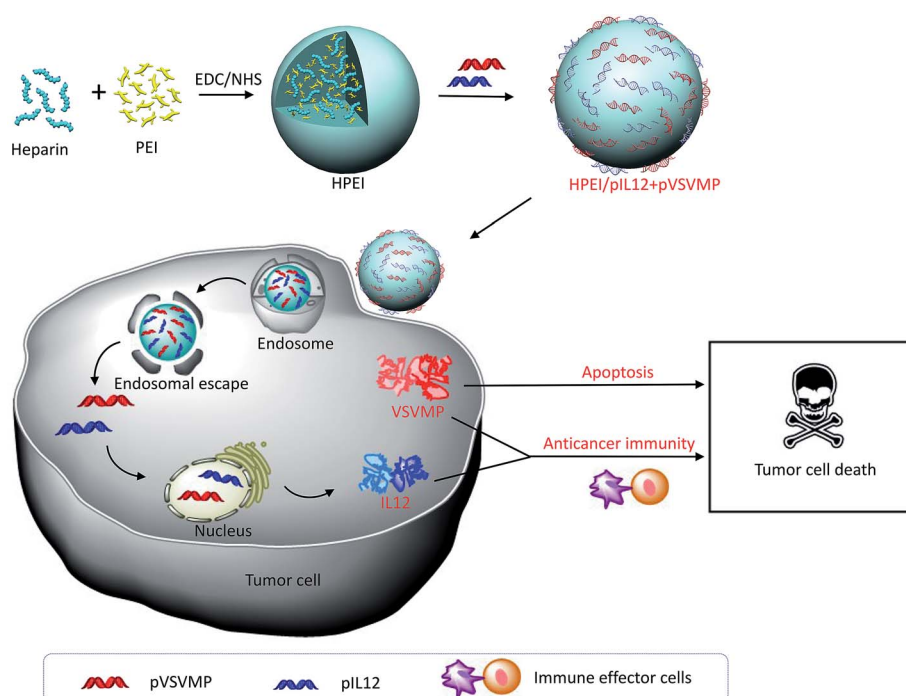 Heparin
+
PEI
EDC/NHS
HPEI
HPEI/pIL12+pVSVMP
Endosome
Endosomal escape
VSVMP
Apoptosis
Anticancer immunity
IL12
Nucleus
Tumor cell
Tumor cell death
pVSVMP
pIL12
Immune effector cells